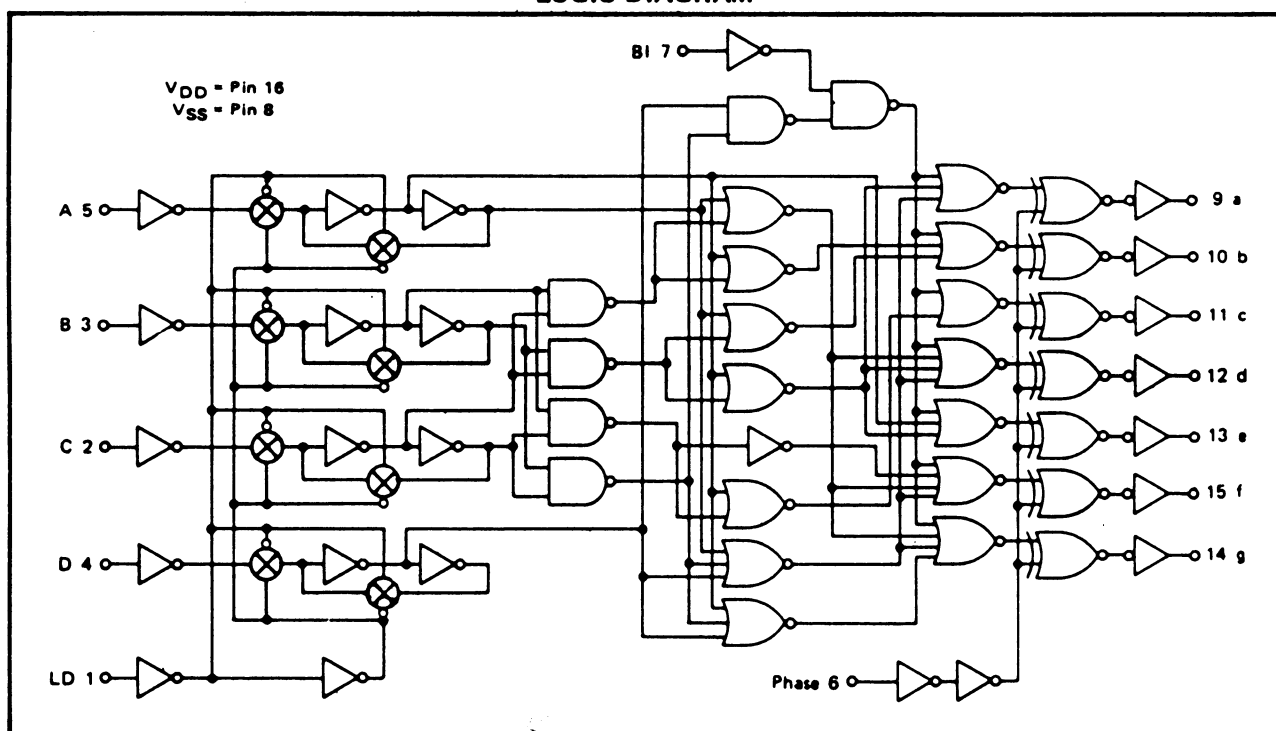 BI 7
VDD = Pin 16
VSS = Pin 8
A 5
9 a
10 b
B 3
11 c
12 d
C 2
13 e
15 f
D 4
14 g
LD 1
Phase 6